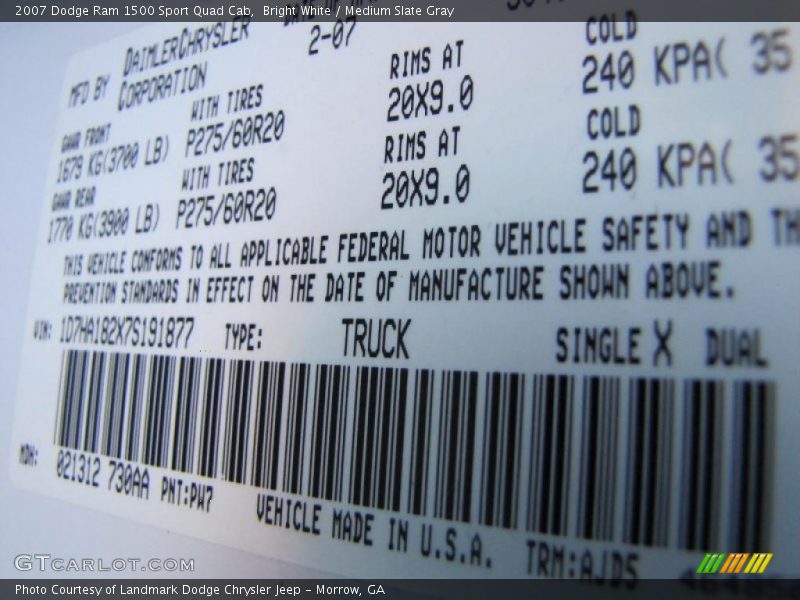 2007 Dodge Ram 1500 Sport Quad Cab, Bright White / Medium Slate Gray
MFD BY DAIMLERCHRYSLER CORPORATION
2-07
GAWR FRONT WITH TIRES RIMS AT COLD
1679 KG(3700 LB) P275/60R20 20X9.0 240 KPA( 35
GAWR REAR WITH TIRES RIMS AT COLD
1770 KG(3900 LB) P275/60R20 20X9.0 240 KPA( 35
THIS VEHICLE CONFORMS TO ALL APPLICABLE FEDERAL MOTOR VEHICLE SAFETY AND TH
PREVENTION STANDARDS IN EFFECT ON THE DATE OF MANUFACTURE SHOWN ABOVE.
VIN: 1D7HA182X7S191877 TYPE: TRUCK SINGLE X DUAL
MDH: 021312 730AA PNT:PW7
VEHICLE MADE IN U.S.A. TRM:AJD5
GTcarlot.com
Photo Courtesy of Landmark Dodge Chrysler Jeep – Morrow, GA